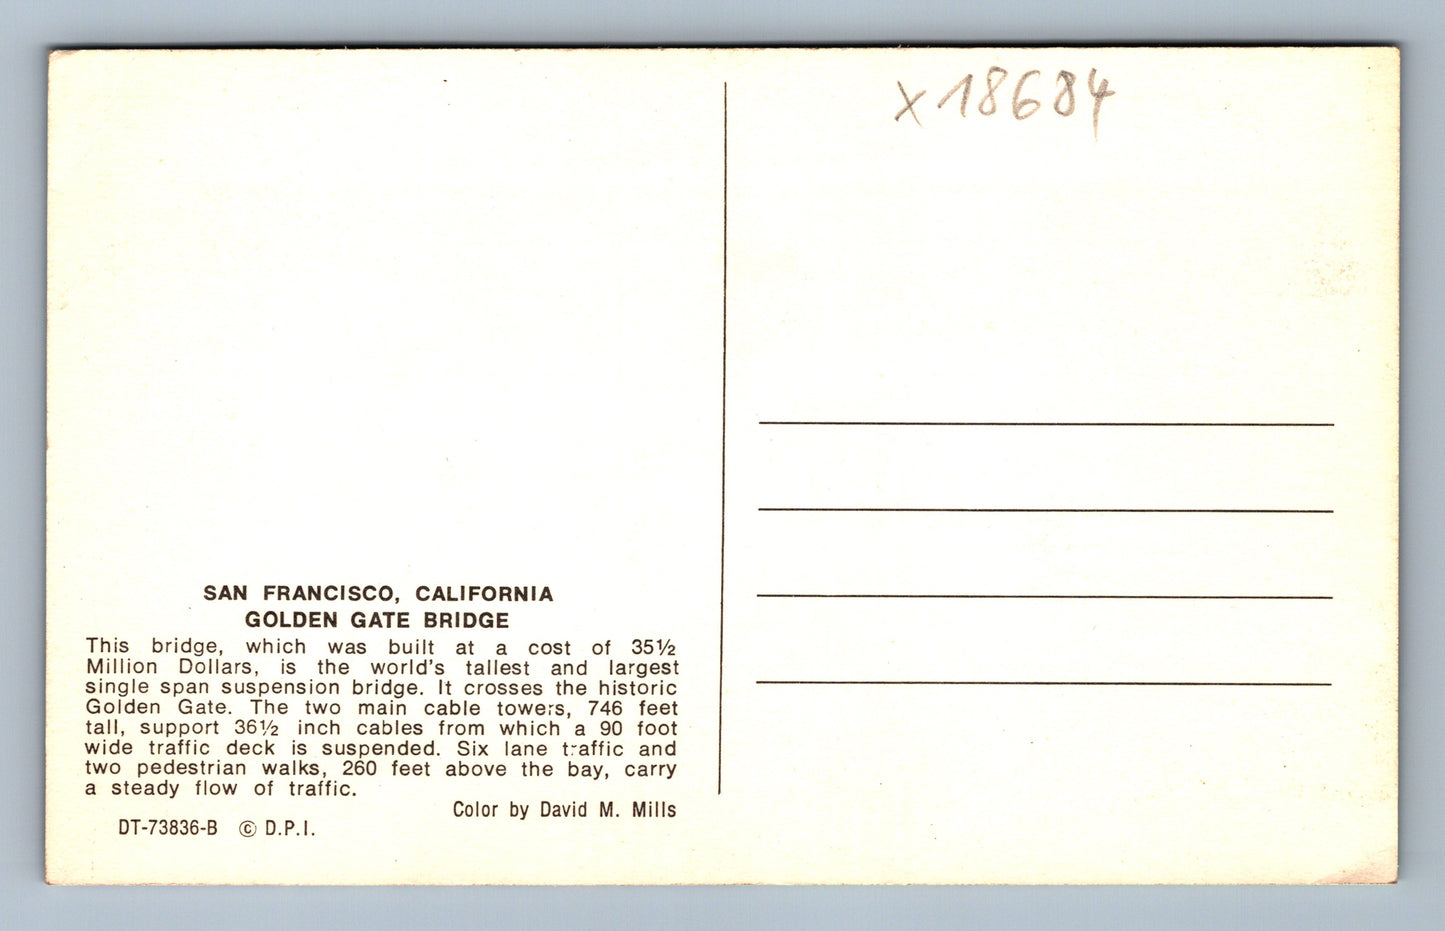 x 18684
SAN FRANCISCO, CALIFORNIA
GOLDEN GATE BRIDGE
This bridge, which was built at a cost of 35½
Million Dollars, is the world's tallest and largest
single span suspension bridge. It crosses the historic
Golden Gate. The two main cable towers, 746 feet
tall, support 36½ inch cables from which a 90 foot
wide traffic deck is suspended. Six lane traffic and
two pedestrian walks, 260 feet above the bay, carry
a steady flow of traffic.
Color by David M. Mills
DT-73836-B © D.P.I.